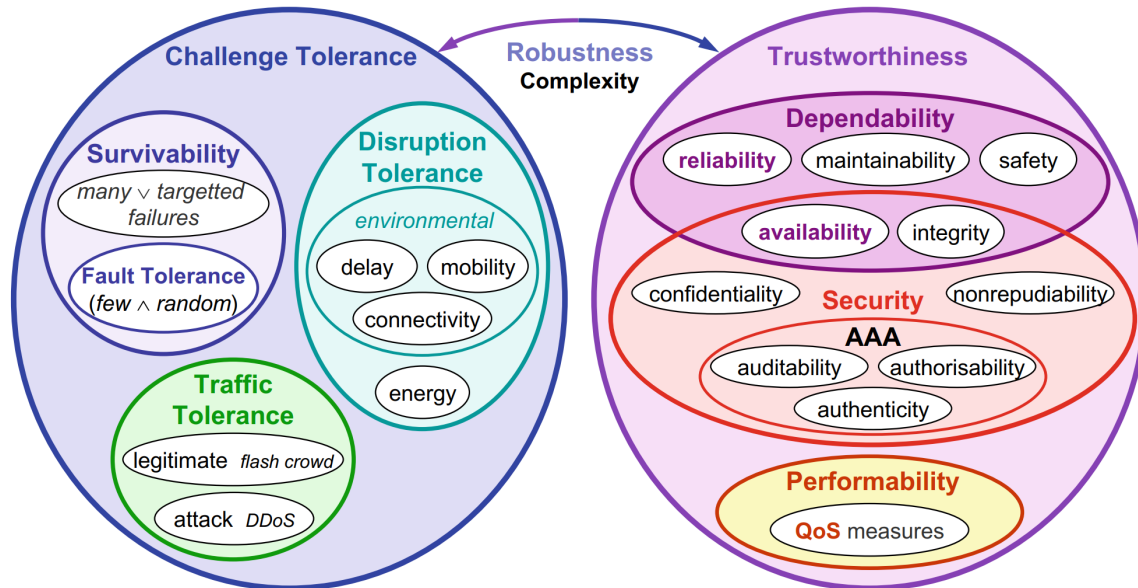 Challenge Tolerance
Robustness
Complexity
Trustworthiness
Survivability
many ∨ targetted
failures
Fault Tolerance
(few ∧ random)
Disruption
Tolerance
environmental
delay mobility
connectivity
energy
Traffic
Tolerance
legitimate flash crowd
attack DDoS
Dependability
reliability maintainability safety
availability integrity
confidentiality Security nonrepudiability
AAA
auditability authorisability
authenticity
Performability
QoS measures